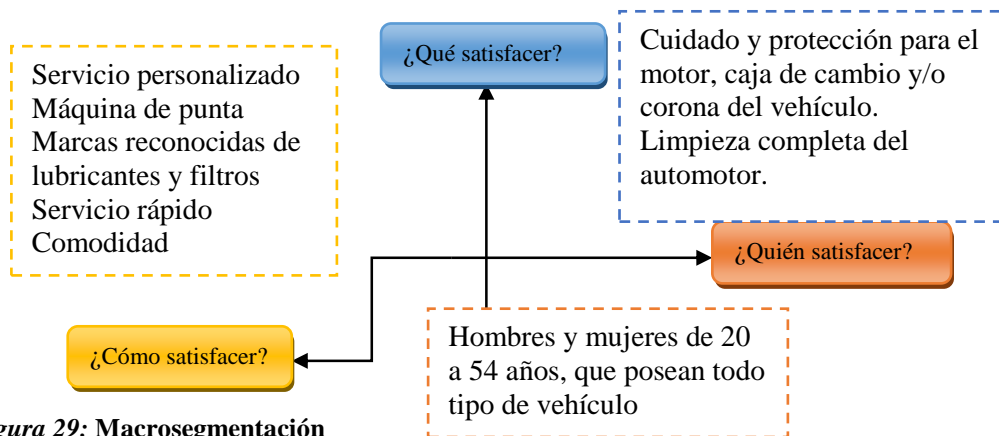 ¿Qué satisfacer?
Cuidado y protección para el
motor, caja de cambio y/o
corona del vehículo.
Limpieza completa del
automotor.
Servicio personalizado
Máquina de punta
Marcas reconocidas de
lubricantes y filtros
Servicio rápido
Comodidad
¿Quién satisfacer?
¿Cómo satisfacer?
Hombres y mujeres de 20
a 54 años, que posean todo
tipo de vehículo
gura 29: Macrosegmentación